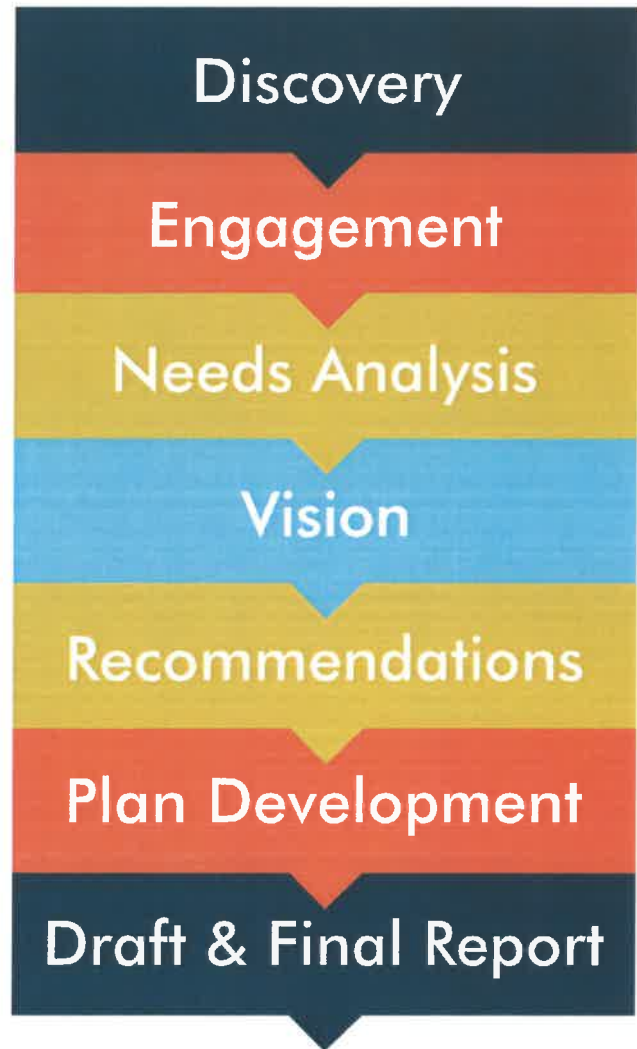 Discovery
Engagement
Needs Analysis
Vision
Recommendations
Plan Development
Draft & Final Report